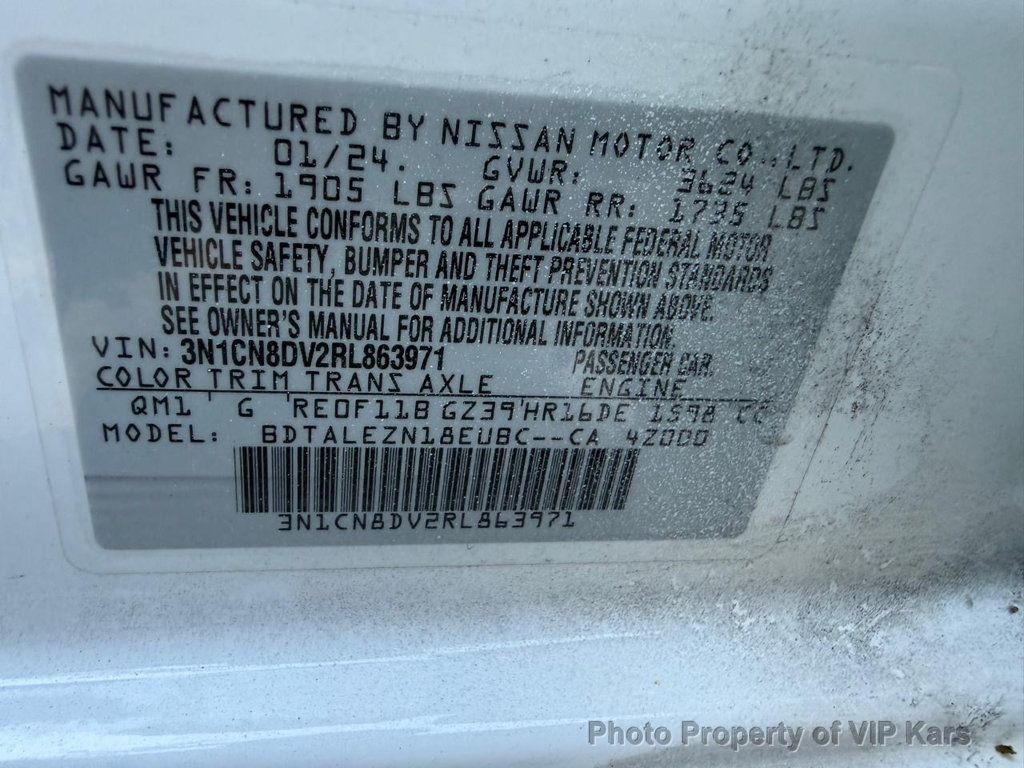 MANUFACTURED BY NISSAN MOTOR CO.,LTD.
DATE: 01/24. GVWR: 3624 LBS
GAWR FR: 1905 LBS GAWR RR: 1735 LBS
THIS VEHICLE CONFORMS TO ALL APPLICABLE FEDERAL MOTOR
VEHICLE SAFETY, BUMPER AND THEFT PREVENTION STANDARDS
IN EFFECT ON THE DATE OF MANUFACTURE SHOWN ABOVE.
SEE OWNER'S MANUAL FOR ADDITIONAL INFORMATION.
VIN: 3N1CN8DV2RL863971 PASSENGER CAR.
COLOR TRIM TRANS AXLE ENGINE
QM1 ' G ' RE0F11B GZ39'HR16DE 1598 CC
MODEL: BDTALEZN18EUBC--CA 4Z000
3N1CN8DV2RL863971
Photo Property of VIP Kars